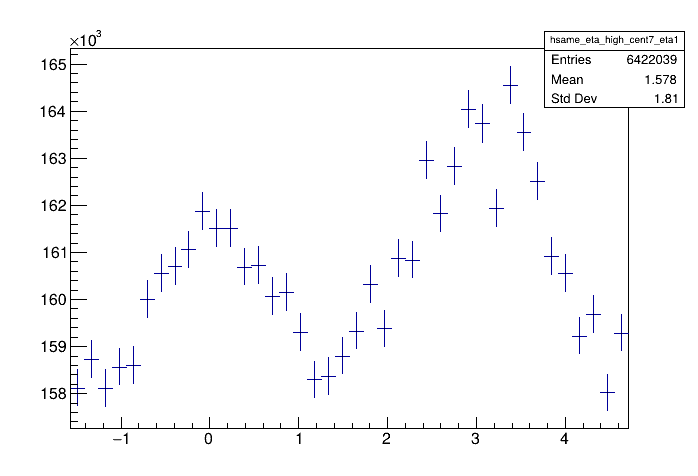 ×10³
hsame_eta_high_cent7_eta1
Entries 6422039
Mean 1.578
Std Dev 1.81
165
164
163
162
161
160
159
158
−1 0 1 2 3 4